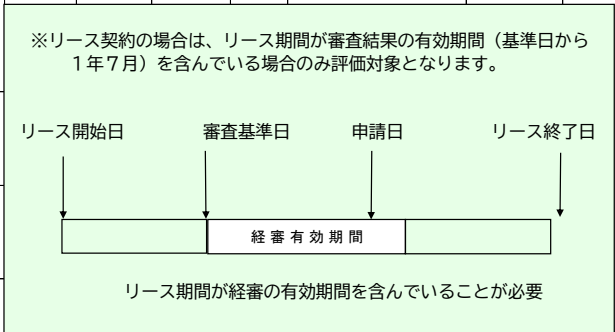 ※リース契約の場合は、リース期間が審査結果の有効期間（基準日から
１年７月）を含んでいる場合のみ評価対象となります。
リース開始日　審査基準日　申請日　リース終了日
経審有効期間
リース期間が経審の有効期間を含んでいることが必要